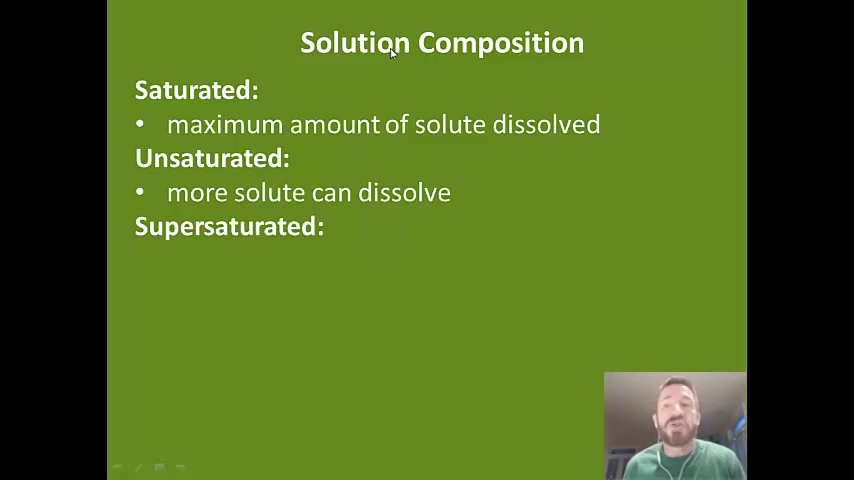 Solution Composition
Saturated:
• maximum amount of solute dissolved
Unsaturated:
• more solute can dissolve
Supersaturated: